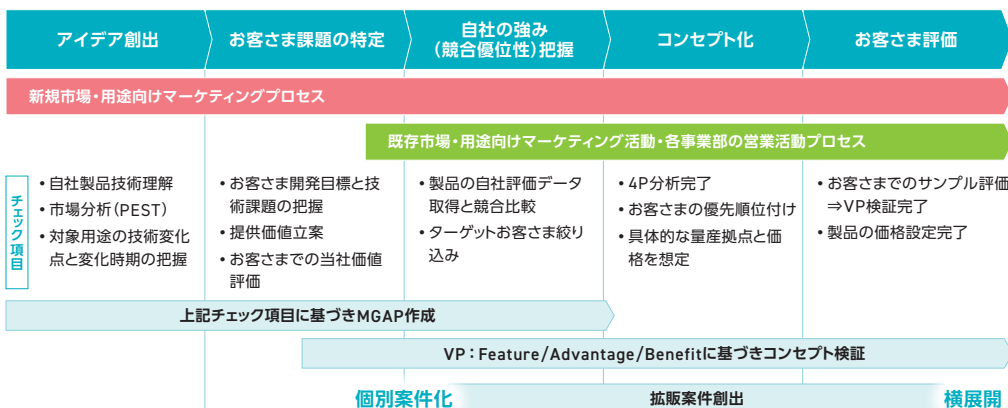 アイデア創出
お客さま課題の特定
自社の強み
(競合優位性)把握
コンセプト化
お客さま評価
新規市場・用途向けマーケティングプロセス
既存市場・用途向けマーケティング活動・各事業部の営業活動プロセス
チェック項目
・自社製品技術理解
・市場分析(PEST)
・対象用途の技術変化
点と変化時期の把握
・お客さま開発目標と技
術課題の把握
・提供価値立案
・お客さまでの当社価値
評価
・製品の自社評価データ
取得と競合比較
・ターゲットお客さま絞り
込み
・4P分析完了
・お客さまの優先順位付け
・具体的な量産拠点と価
格を想定
・お客さまでのサンプル評価
⇒VP検証完了
・製品の価格設定完了
上記チェック項目に基づきMGAP作成
VP：Feature/Advantage/Benefitに基づきコンセプト検証
個別案件化
拡販案件創出
横展開